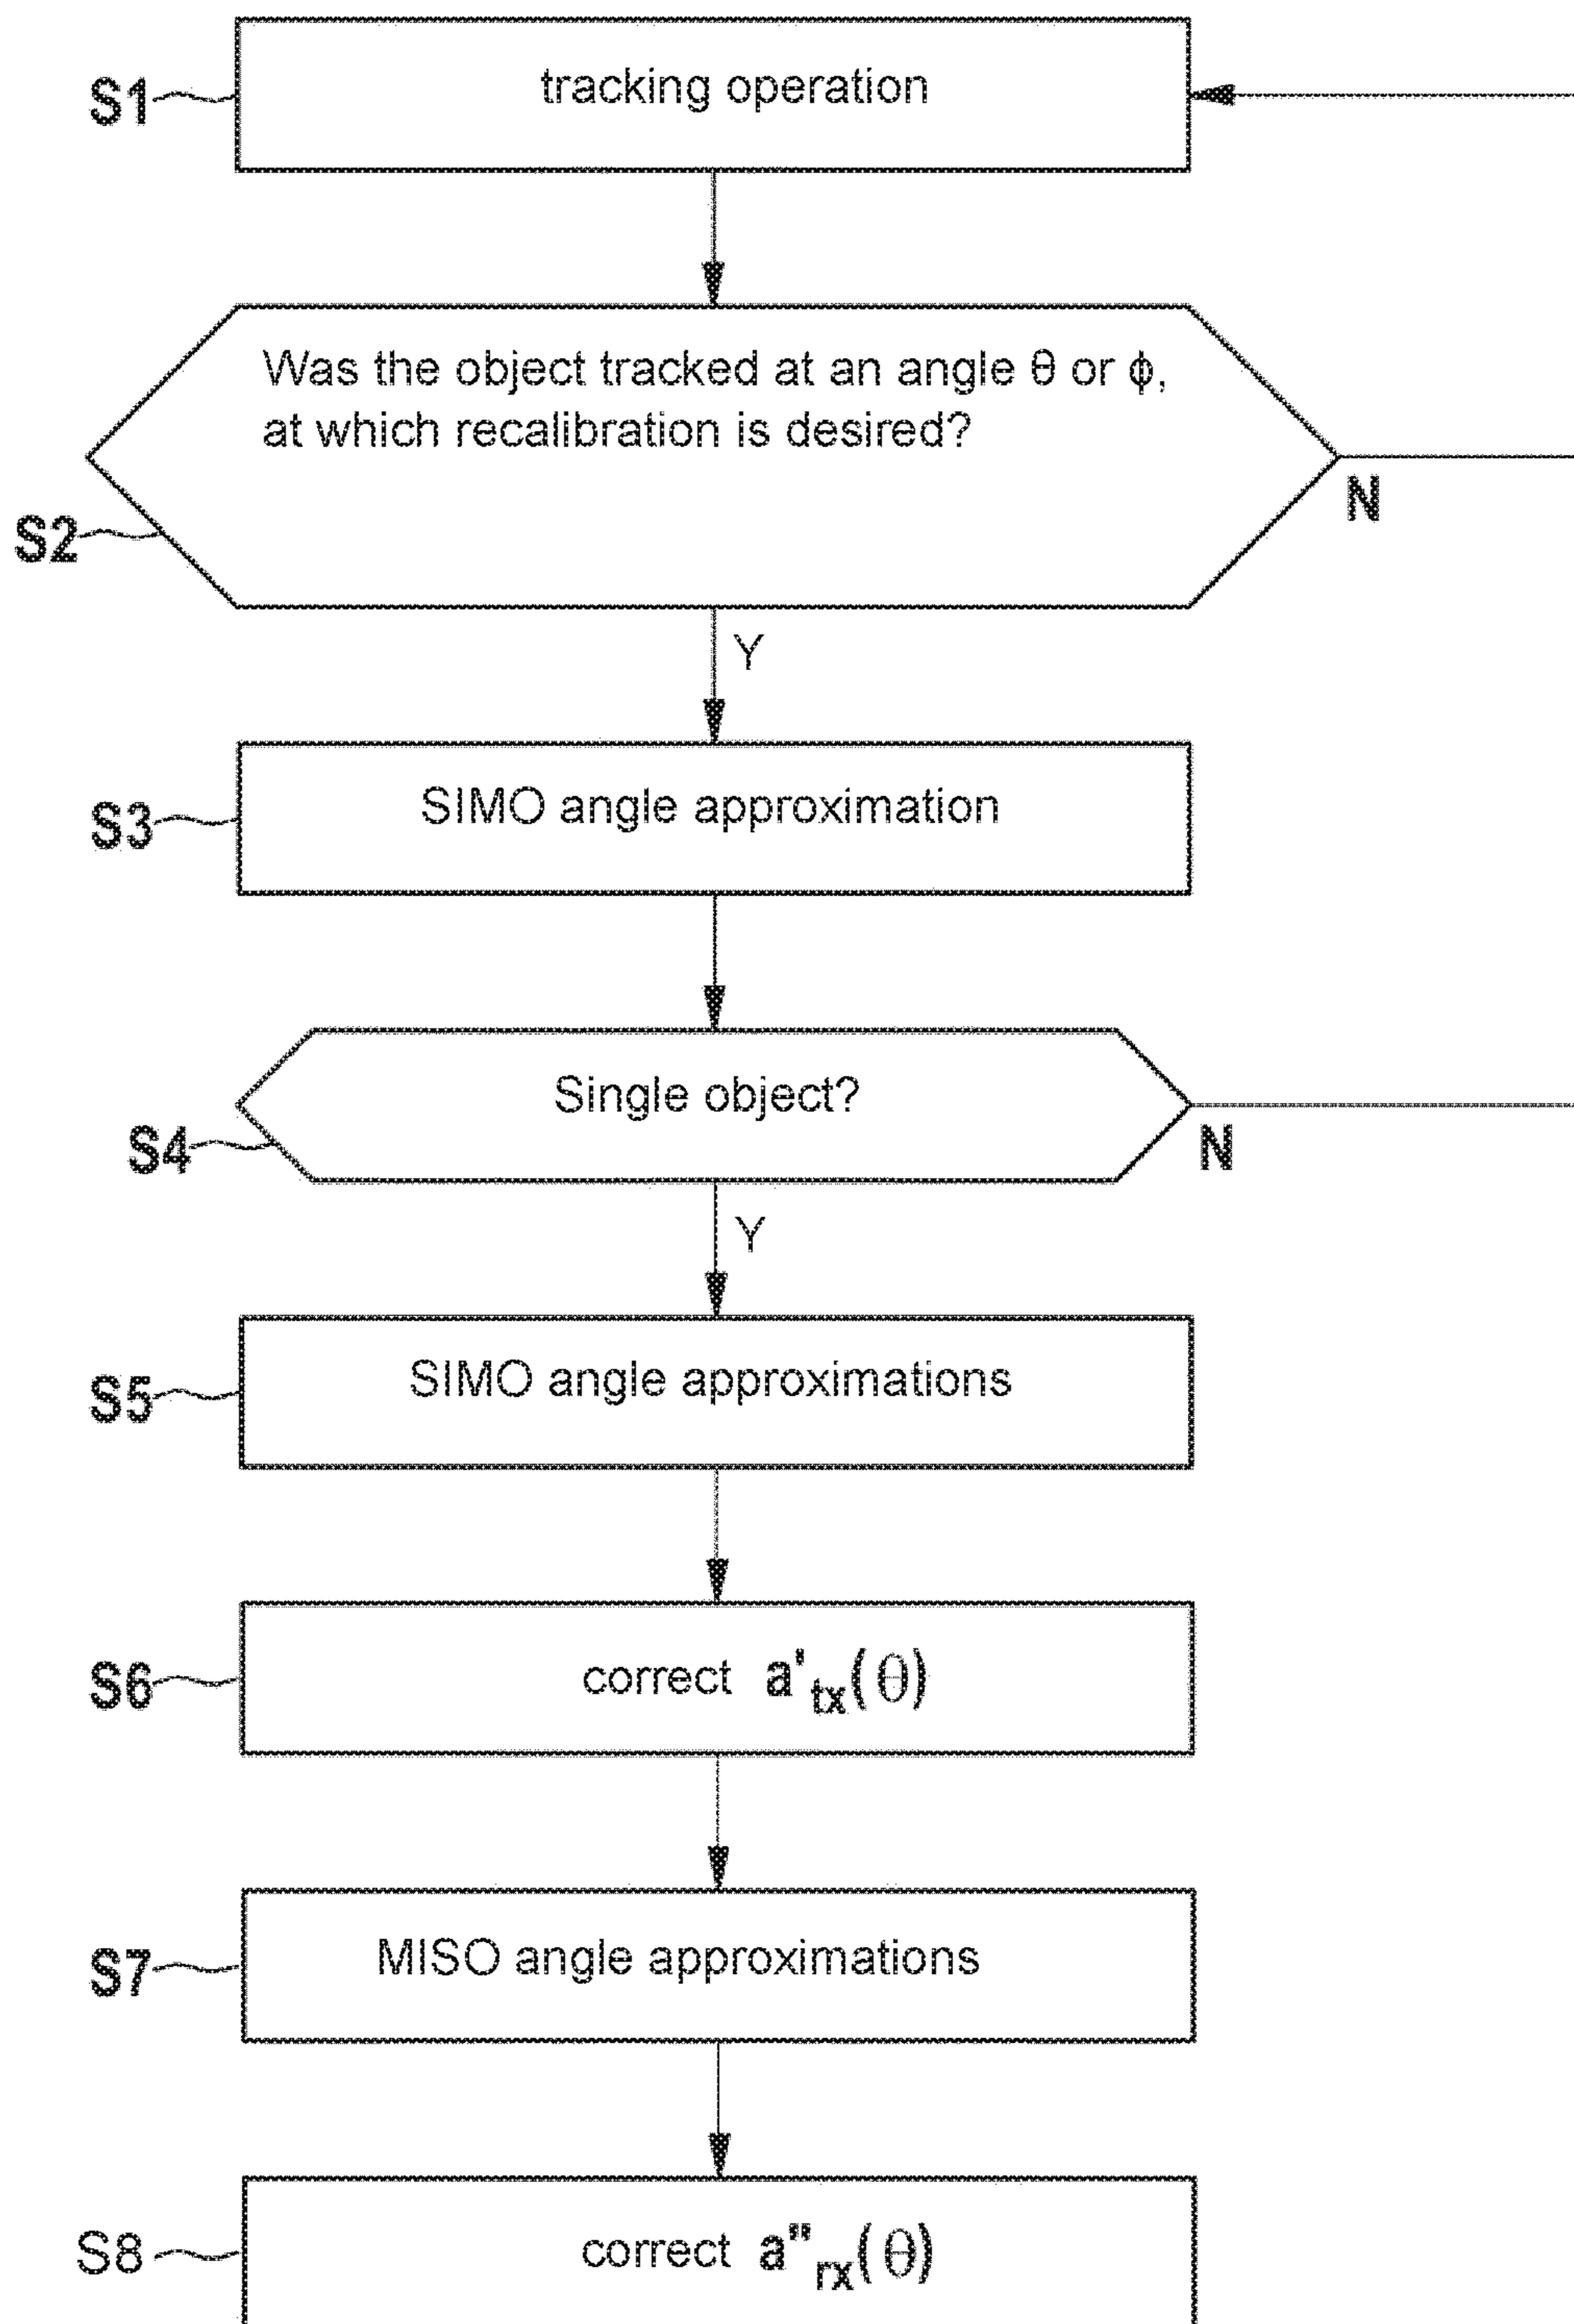 S1
tracking operation
Was the object tracked at an angle θ or ϕ,
at which recalibration is desired?
S2
N
Y
S3
SIMO angle approximation
Single object?
S4
N
Y
S5
SIMO angle approximations
S6
correct a'tx(θ)
S7
MISO angle approximations
S8
correct a"rx(θ)